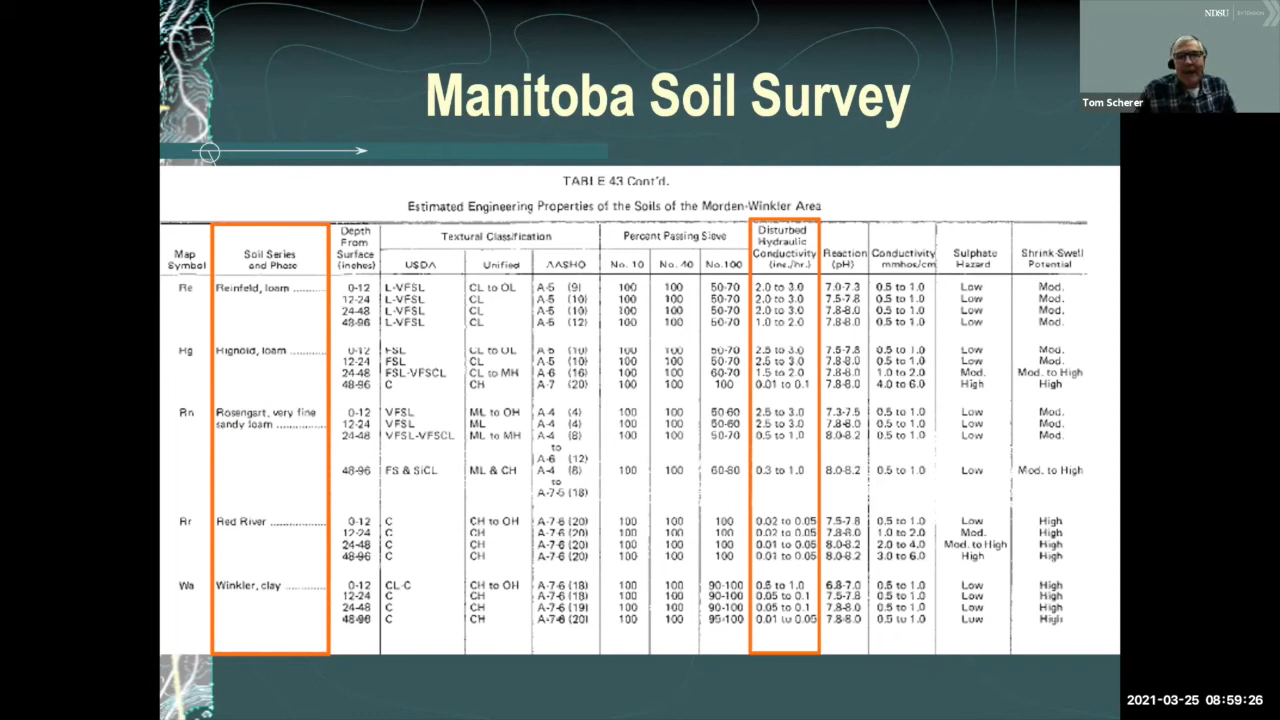 NDSU | EXTENSION
Tom Scherer
Manitoba Soil Survey
TABLE 43 Cont'd.
Estimated Engineering Properties of the Soils of the Morden-Winkler Area
Map Symbol Soil Series and Phase Depth From Surface (inches) Textural Classification USDA Unified AASHO Percent Passing Sieve No. 10 No. 40 No. 100 Disturbed Hydraulic Conductivity (ins./hr.) Reaction (pH) Conductivity mmhos/cm Sulphate Hazard Shrink-Swell Potential
Re Reinfeld, loam .......... 0-12 L-VFSL CL to OL A-5 (9) 100 100 50-70 2.0 to 3.0 7.0-7.3 0.5 to 1.0 Low Mod.
12-24 L-VFSL CL A-5 (10) 100 100 50-70 2.0 to 3.0 7.5-7.8 0.5 to 1.0 Low Mod.
24-48 L-VFSL CL A-5 (10) 100 100 50-70 2.0 to 3.0 7.8-8.0 0.5 to 1.0 Low Mod.
48-96 L-VFSL CL A-5 (12) 100 100 50-70 1.0 to 2.0 7.8-8.0 0.5 to 1.0 Low Mod.
Hg Hignold, loam ........... 0-12 FSL CL to OL (10) 100 100 50-70 2.5 to 3.0 7.5-7.8 0.5 to 1.0 Low Mod.
12-24 FSL CL A-5 (10) 100 100 50-70 2.5 to 3.0 7.8-8.0 0.5 to 1.0 Low Mod.
24-48 FSL-VFSCL CL to MH A-6 (16) 100 100 60-70 1.5 to 2.0 7.8-8.0 1.0 to 2.0 Mod. Mod. to High
48-96 C CH A-7 (20) 100 100 100 0.01 to 0.1 7.8-8.0 4.0 to 6.0 High High
Rn Rosengart, very fine 0-12 VFSL ML to OH A-4 (4) 100 100 50-60 2.5 to 3.0 7.3-7.5 0.5 to 1.0 Low Mod.
sandy loam .............. 12-24 VFSL ML A-4 (4) 100 100 50-60 2.5 to 3.0 7.8-8.0 0.5 to 1.0 Low Mod.
24-48 VFSL-VFSCL ML to MH A-4 (8) 100 100 50-70 0.5 to 1.0 8.0-8.2 0.5 to 1.0 Low Mod.
to
A-6 (12)
48-96 FS & SiCL ML & CH A-4 (8) 100 100 60-80 0.3 to 1.0 8.0-8.2 0.5 to 1.0 Low Mod. to High
to
A-7-5 (18)
Rr Red River ................ 0-12 C CH to OH A-7-6 (20) 100 100 100 0.02 to 0.05 7.5-7.8 0.5 to 1.0 Low High
12-24 C CH A-7-6 (20) 100 100 100 0.02 to 0.05 7.8-8.0 1.0 to 2.0 Mod. High
24-48 C CH A-7-6 (20) 100 100 100 0.01 to 0.05 8.0-8.2 2.0 to 4.0 Mod. to High High
48-96 C CH A-7-6 (20) 100 100 100 0.01 to 0.05 8.0-8.2 3.0 to 6.0 High High
Wa Winkler, clay ............ 0-12 CL-C CH to OH A-7-6 (18) 100 100 90-100 0.5 to 1.0 6.8-7.0 0.5 to 1.0 Low High
12-24 C CH A-7-6 (18) 100 100 90-100 0.05 to 0.1 7.5-7.8 0.5 to 1.0 Low High
24-48 C CH A-7-6 (19) 100 100 90-100 0.05 to 0.1 7.8-8.0 0.5 to 1.0 Low High
48-96 C CH A-7-6 (20) 100 100 95-100 0.01 to 0.05 7.8-8.0 0.5 to 1.0 Low High
2021-03-25 08:59:26